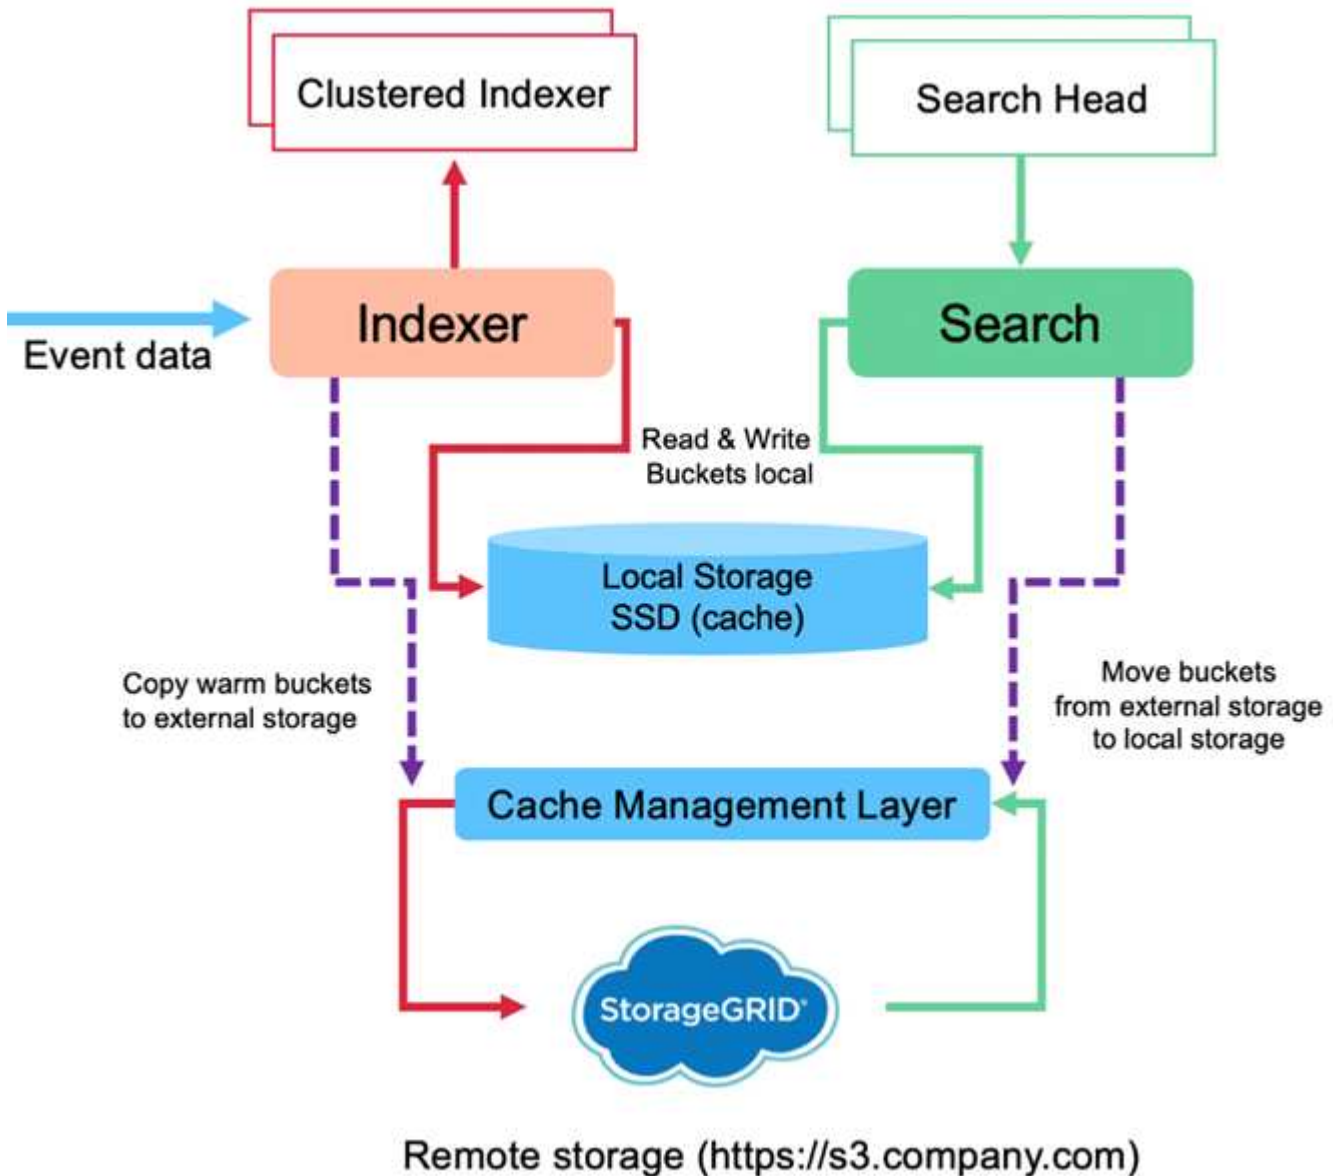 Clustered Indexer
Search Head
Indexer
Search
Event data
Read & Write
Buckets local
Local Storage
SSD (cache)
Copy warm buckets
to external storage
Move buckets
from external storage
to local storage
Cache Management Layer
StorageGRID®
Remote storage (https://s3.company.com)